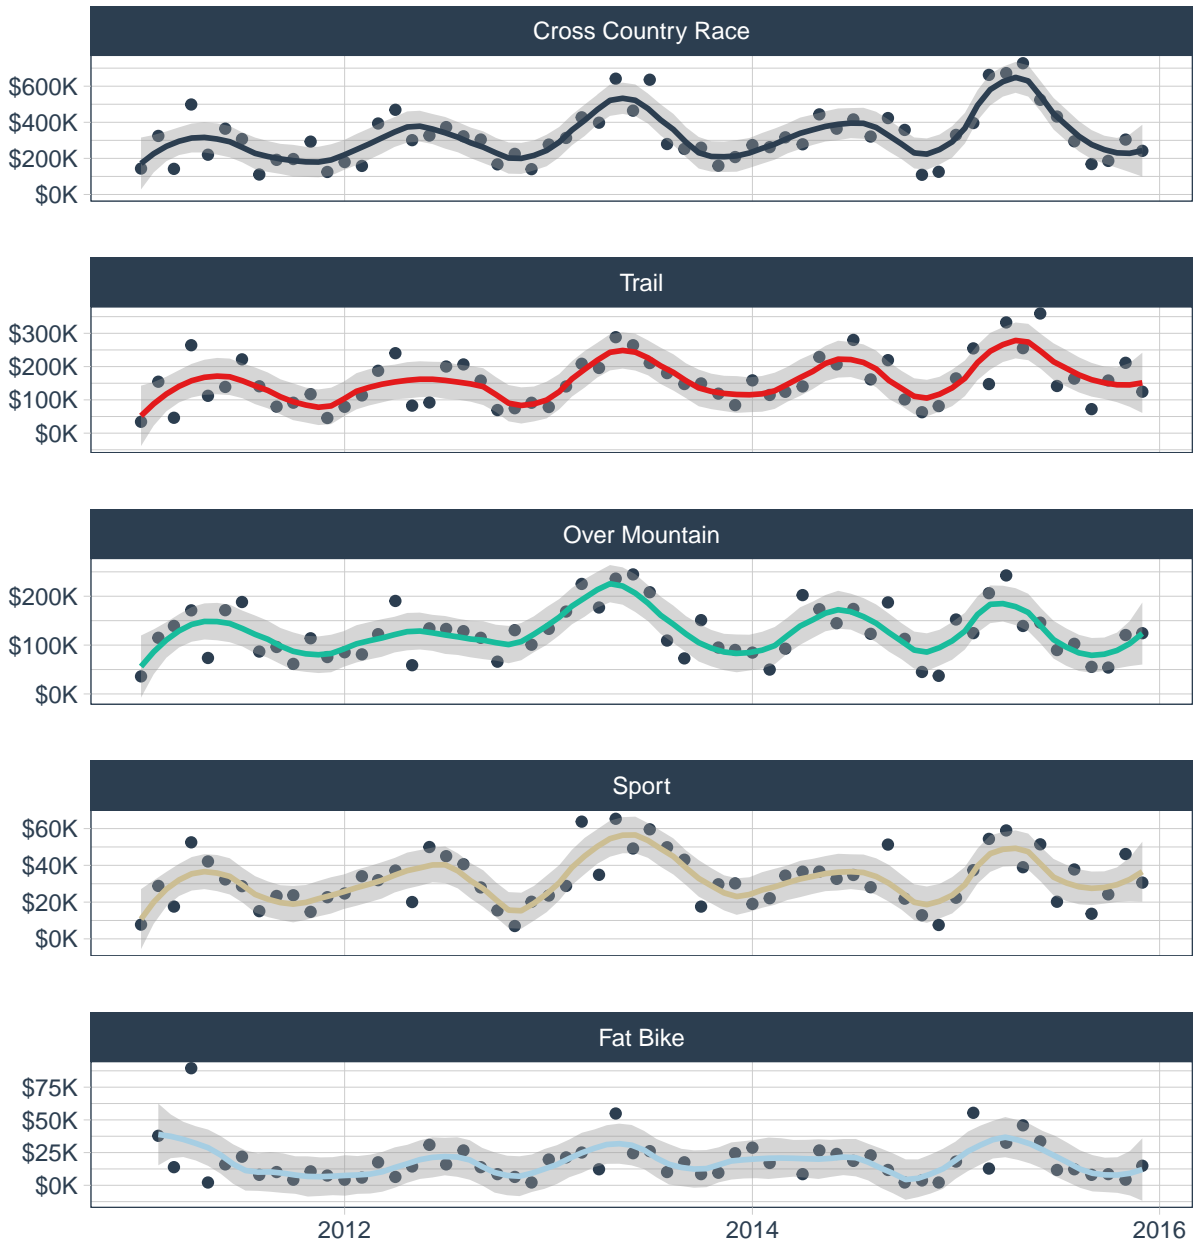 Cross Country Race
$600K
$400K
$200K
$0K
Trail
$300K
$200K
$100K
$0K
Over Mountain
$200K
$100K
$0K
Sport
$60K
$40K
$20K
$0K
Fat Bike
$75K
$50K
$25K
$0K
2012 2014 2016